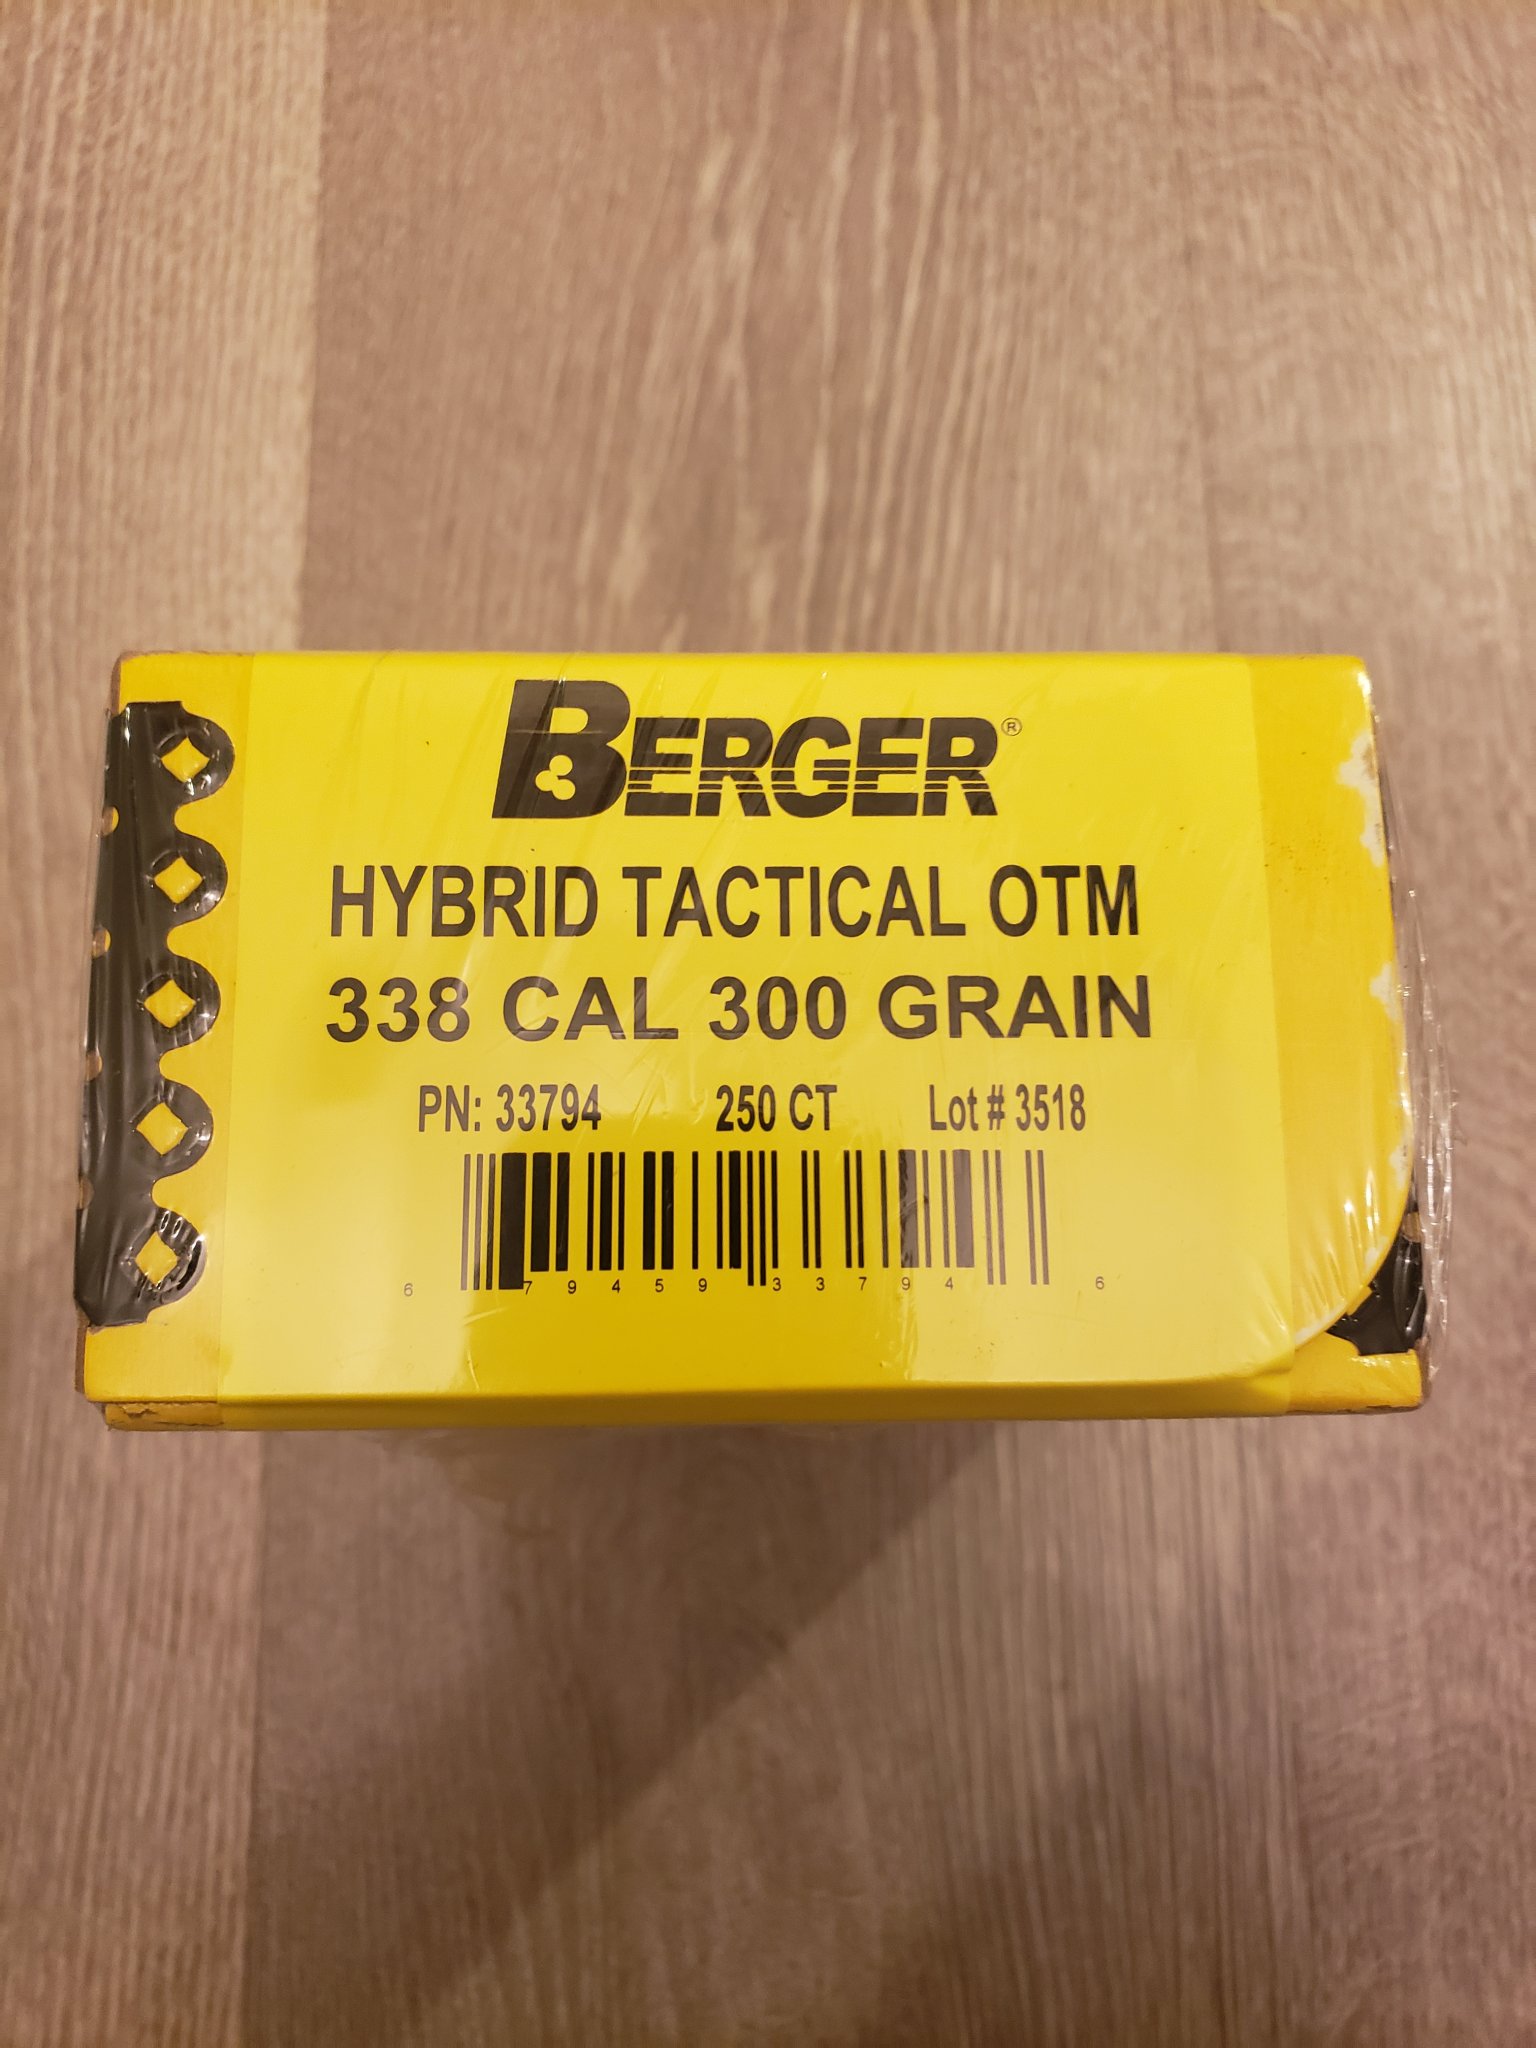 BERGER®
HYBRID TACTICAL OTM
338 CAL 300 GRAIN
PN: 33794 250 CT Lot # 3518
6 79459 33794 6